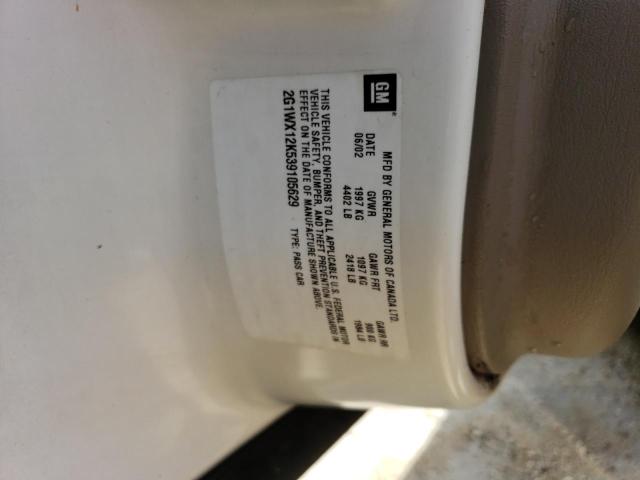 GM®
MFD BY GENERAL MOTORS OF CANADA LTD.
DATE GVWR GAWR FRT GAWR RR
06/02 1997 KG 1097 KG 900 KG
4402 LB 2418 LB 1984 LB
THIS VEHICLE CONFORMS TO ALL APPLICABLE U.S. FEDERAL MOTOR
VEHICLE SAFETY, BUMPER, AND THEFT PREVENTION STANDARDS IN
EFFECT ON THE DATE OF MANUFACTURE SHOWN ABOVE.
2G1WX12K539105629 TYPE: PASS CAR